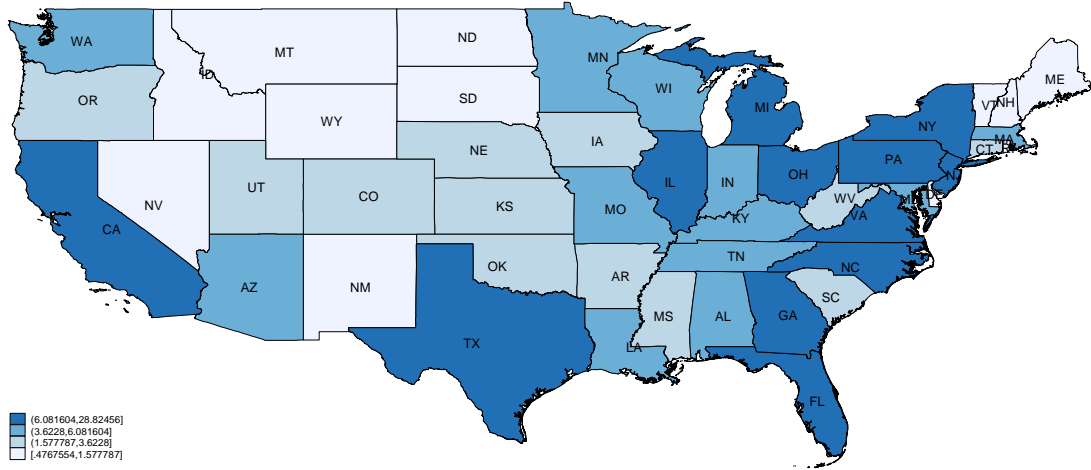 WA
MT
ND
MN
ME
ID
VT
NH
OR
SD
WI
MI
NY
MA
WY
IA
CT
NE
PA
UT
CO
IL
IN
OH
NV
KS
MO
WV
MD
DE
CA
KY
VA
OK
TN
NC
AZ
NM
AR
SC
MS
AL
GA
TX
LA
FL
(6.081604,28.82456]
(3.6228,6.081604]
(1.577787,3.6228]
[.4767554,1.577787]